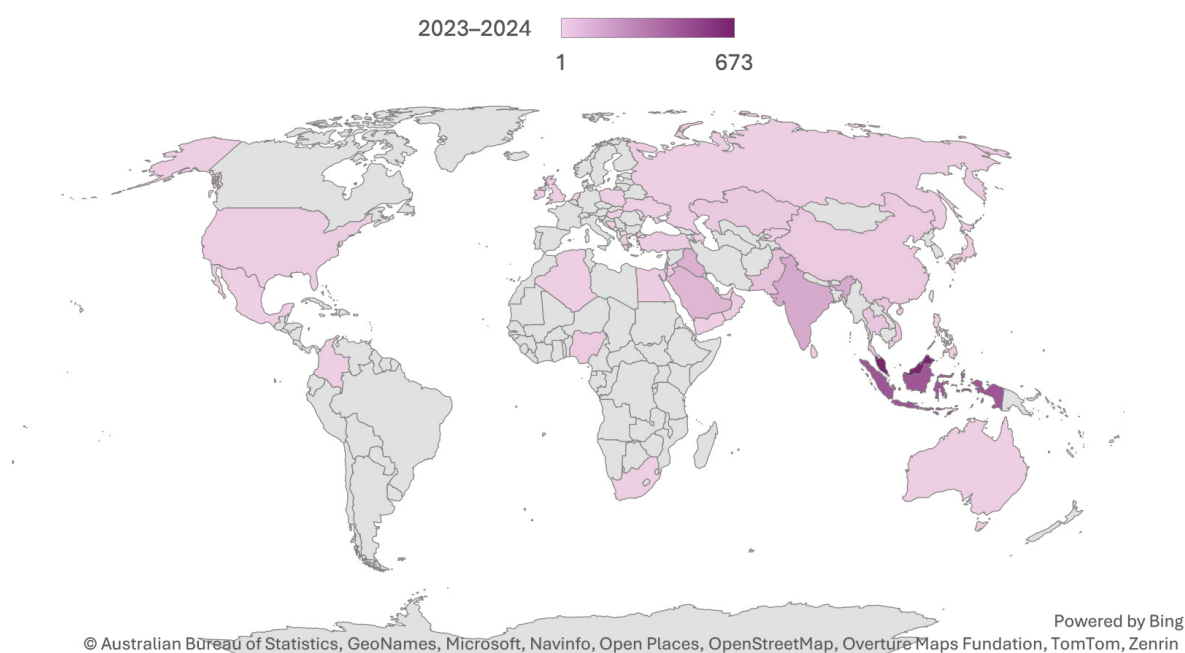 2023–2024
1 673
Powered by Bing
© Australian Bureau of Statistics, GeoNames, Microsoft, Navinfo, Open Places, OpenStreetMap, Overture Maps Fundation, TomTom, Zenrin